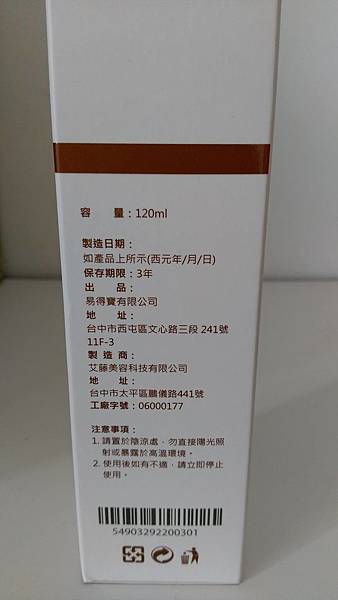 容　　量：120ml
製造日期：
如產品上所示(西元年/月/日)
保存期限：3年
出　　品：
易得寶有限公司
地　　址：
台中市西屯區文心路三段 241號
11F-3
製 造 商：
艾藤美容科技有限公司
地　　址：
台中市太平區鵬儀路441號
工廠字號：06000177
注意事項：
1. 請置於陰涼處，勿直接陽光照
射或暴露於高溫環境。
2. 使用後如有不適，請立即停止
使用。
54903292200301